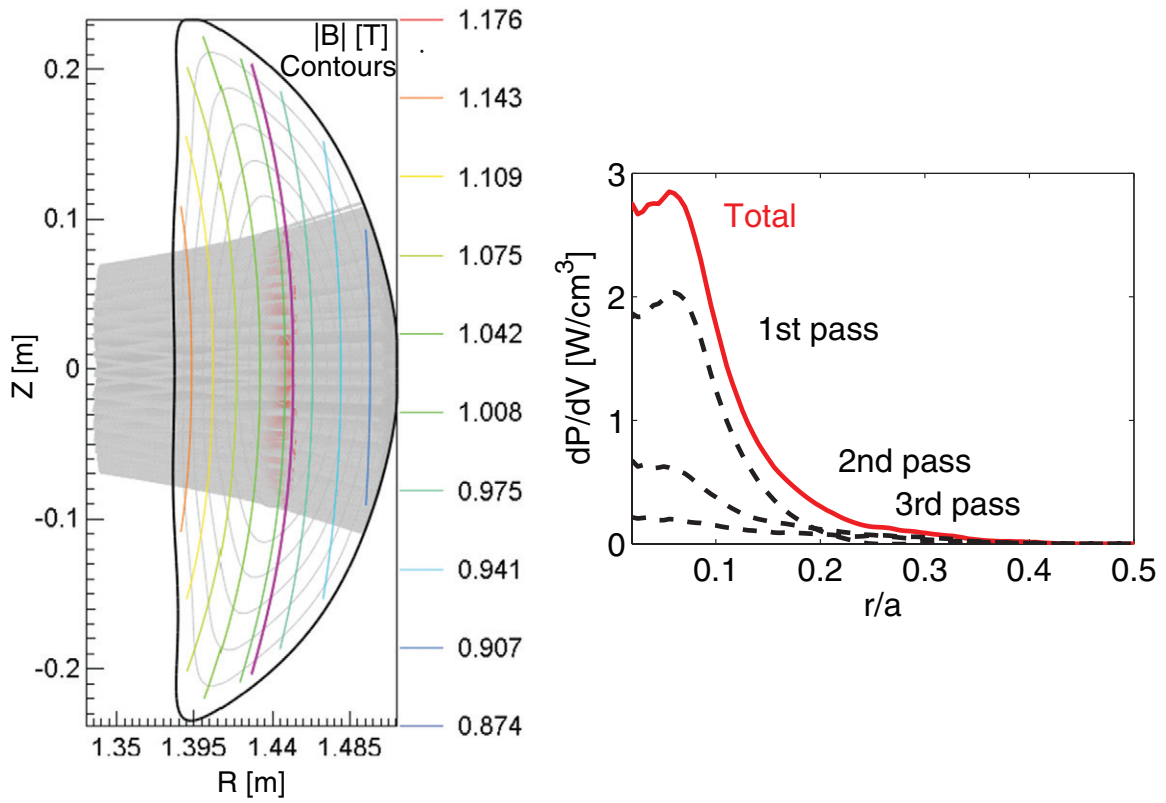 |B| [T]
Contours
0.2
0.1
0
-0.1
-0.2
Z [m]
1.35
1.395
1.44
1.485
R [m]
1.176
1.143
1.109
1.075
1.042
1.008
0.975
0.941
0.907
0.874
3
2
1
0
dP/dV [W/cm³]
Total
1st pass
2nd pass
3rd pass
0.1
0.2
0.3
0.4
0.5
r/a